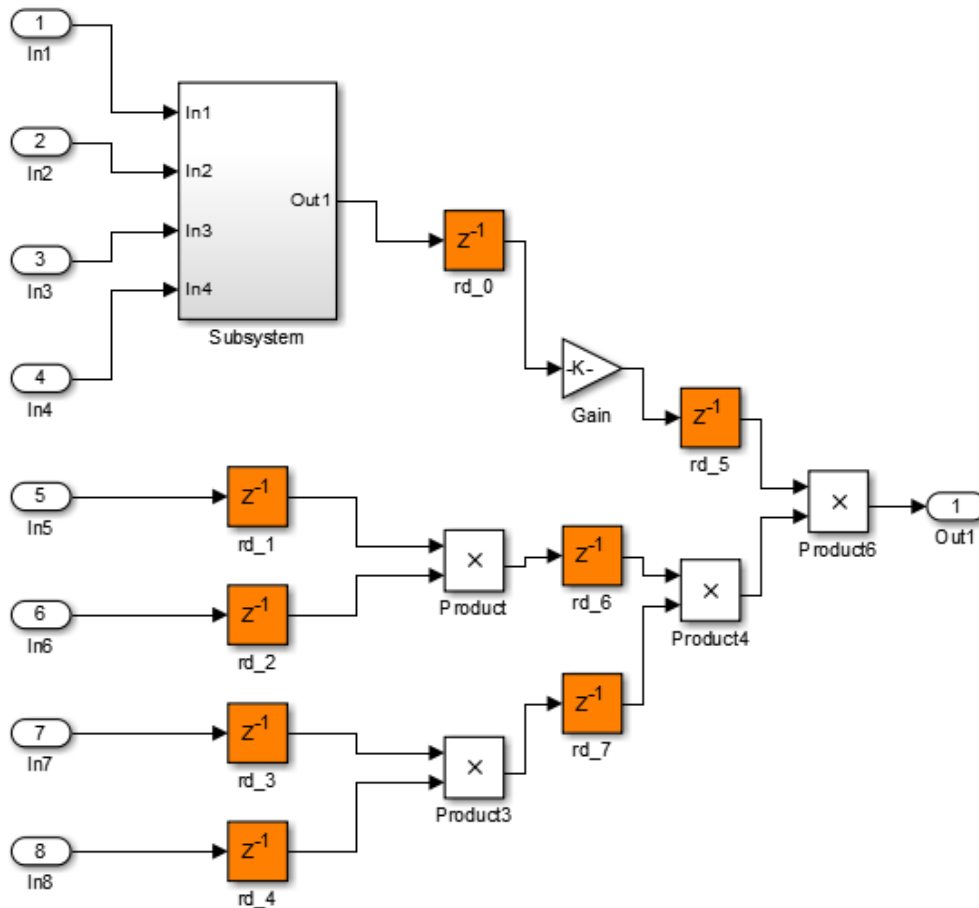 1
In1
2
In2
3
In3
4
In4
In1
In2
In3
In4
Out1
Subsystem
Z-1
rd_0
-K-
Gain
Z-1
rd_5
5
In5
Z-1
rd_1
6
In6
Z-1
rd_2
×
Product
Z-1
rd_6
×
Product4
×
Product6
1
Out1
7
In7
Z-1
rd_3
8
In8
Z-1
rd_4
×
Product3
Z-1
rd_7